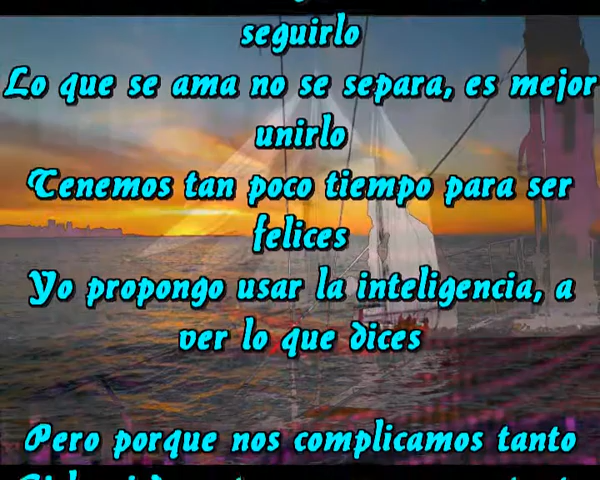 seguirlo
Lo que se ama no se separa, es mejor
unirlo
Tenemos tan poco tiempo para ser
felices
Yo propongo usar la inteligencia, a
ver lo que dices
Pero porque nos complicamos tanto